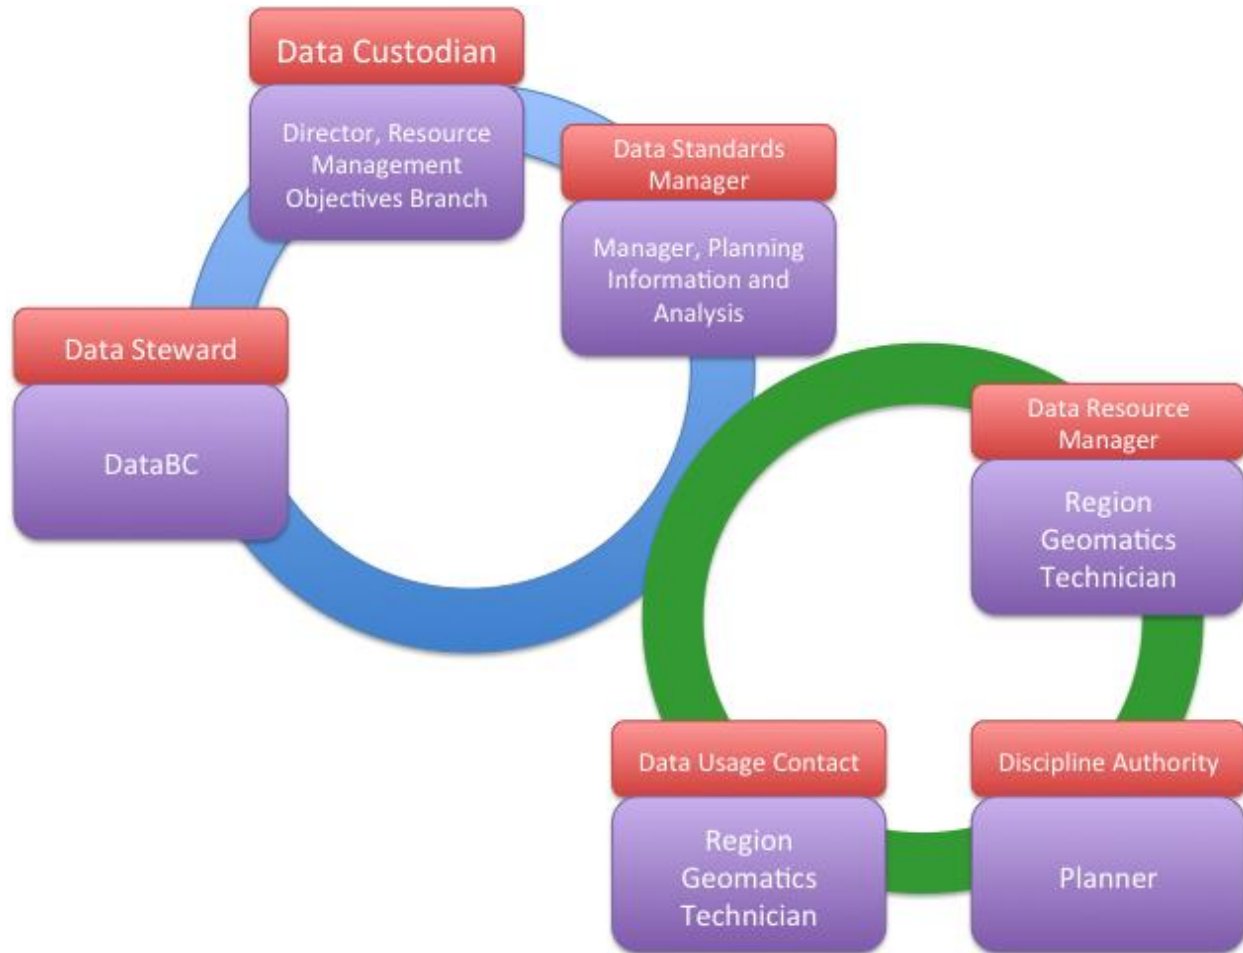 Data Custodian
Director, Resource
Management
Objectives Branch
Data Standards
Manager
Manager, Planning
Information and
Analysis
Data Steward
DataBC
Data Resource
Manager
Region
Geomatics
Technician
Data Usage Contact
Region
Geomatics
Technician
Discipline Authority
Planner